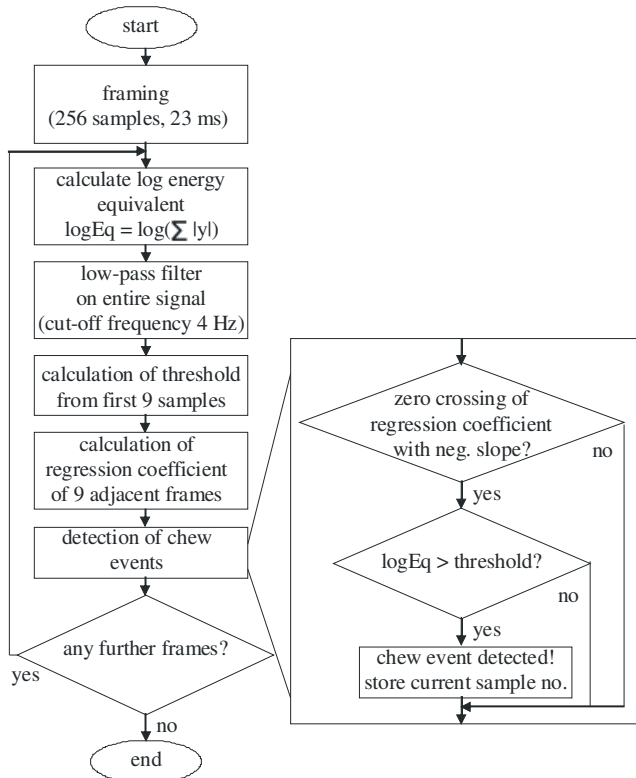 start
framing
(256 samples, 23 ms)
calculate log energy
equivalent
logEq = log(∑ |y|)
low-pass filter
on entire signal
(cut-off frequency 4 Hz)
calculation of threshold
from first 9 samples
calculation of
regression coefficient
of 9 adjacent frames
detection of chew
events
any further frames?
yes
no
end
zero crossing of
regression coefficient
with neg. slope?
no
yes
logEq > threshold?
no
yes
chew event detected!
store current sample no.